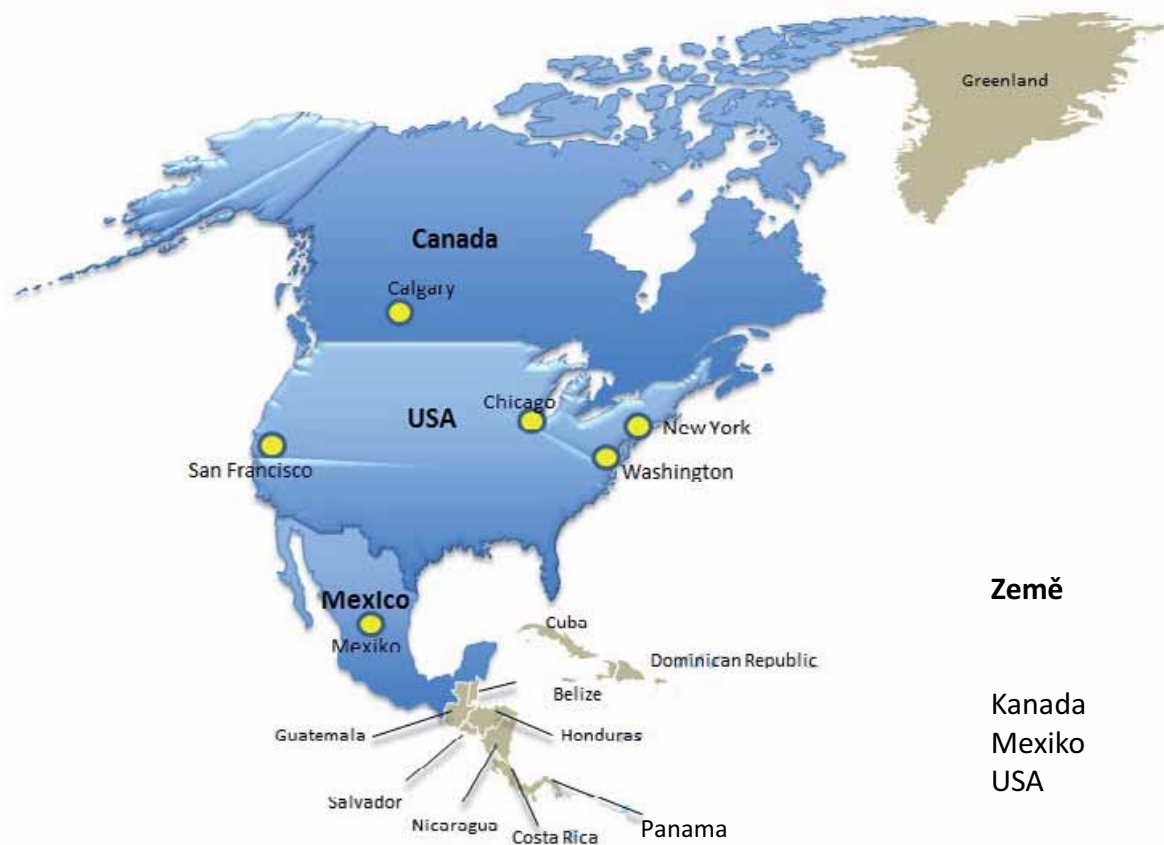 Greenland
Canada
Calgary
Chicago
USA
New York
San Francisco
Washington
Země
Mexico
Cuba
Mexiko
Dominican Republic
Belize
Kanada
Guatemala
Honduras
Mexiko
USA
Salvador
Nicaragua
Costa Rica
Panama